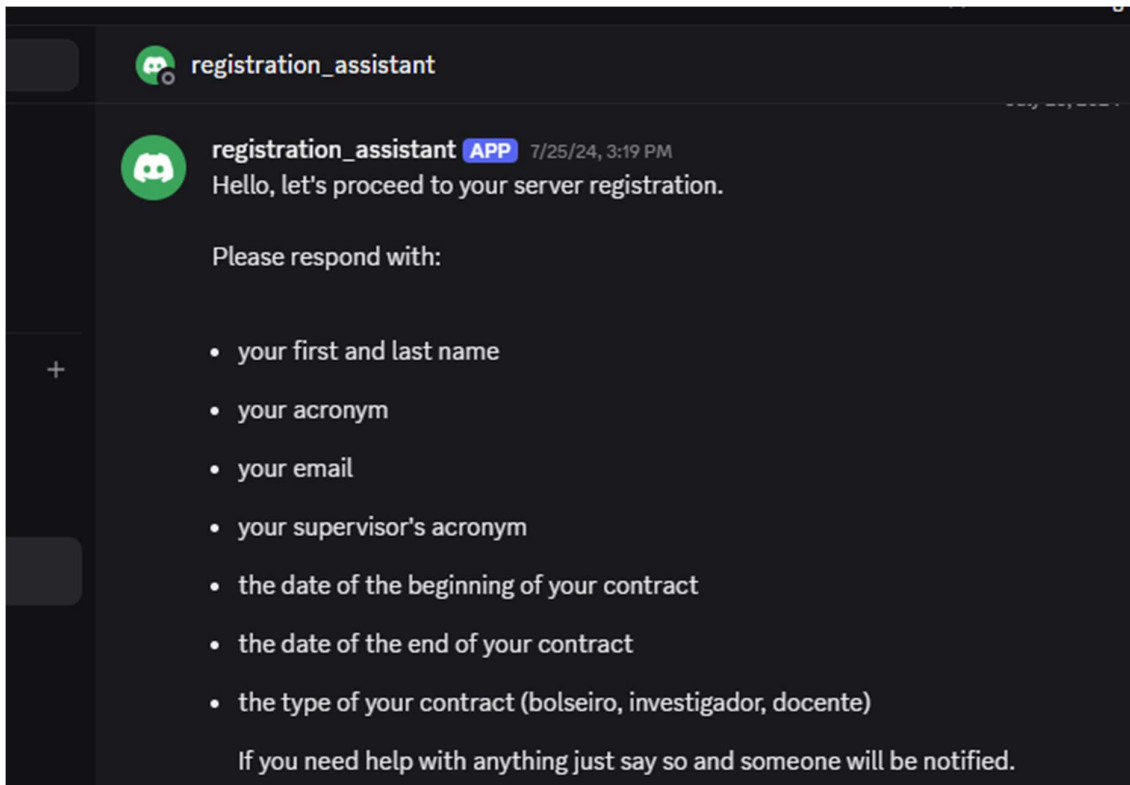 registration_assistant
registration_assistant APP 7/25/24, 3:19 PM
Hello, let's proceed to your server registration.
Please respond with:
• your first and last name
• your acronym
• your email
• your supervisor's acronym
• the date of the beginning of your contract
• the date of the end of your contract
• the type of your contract (bolseiro, investigador, docente)
If you need help with anything just say so and someone will be notified.